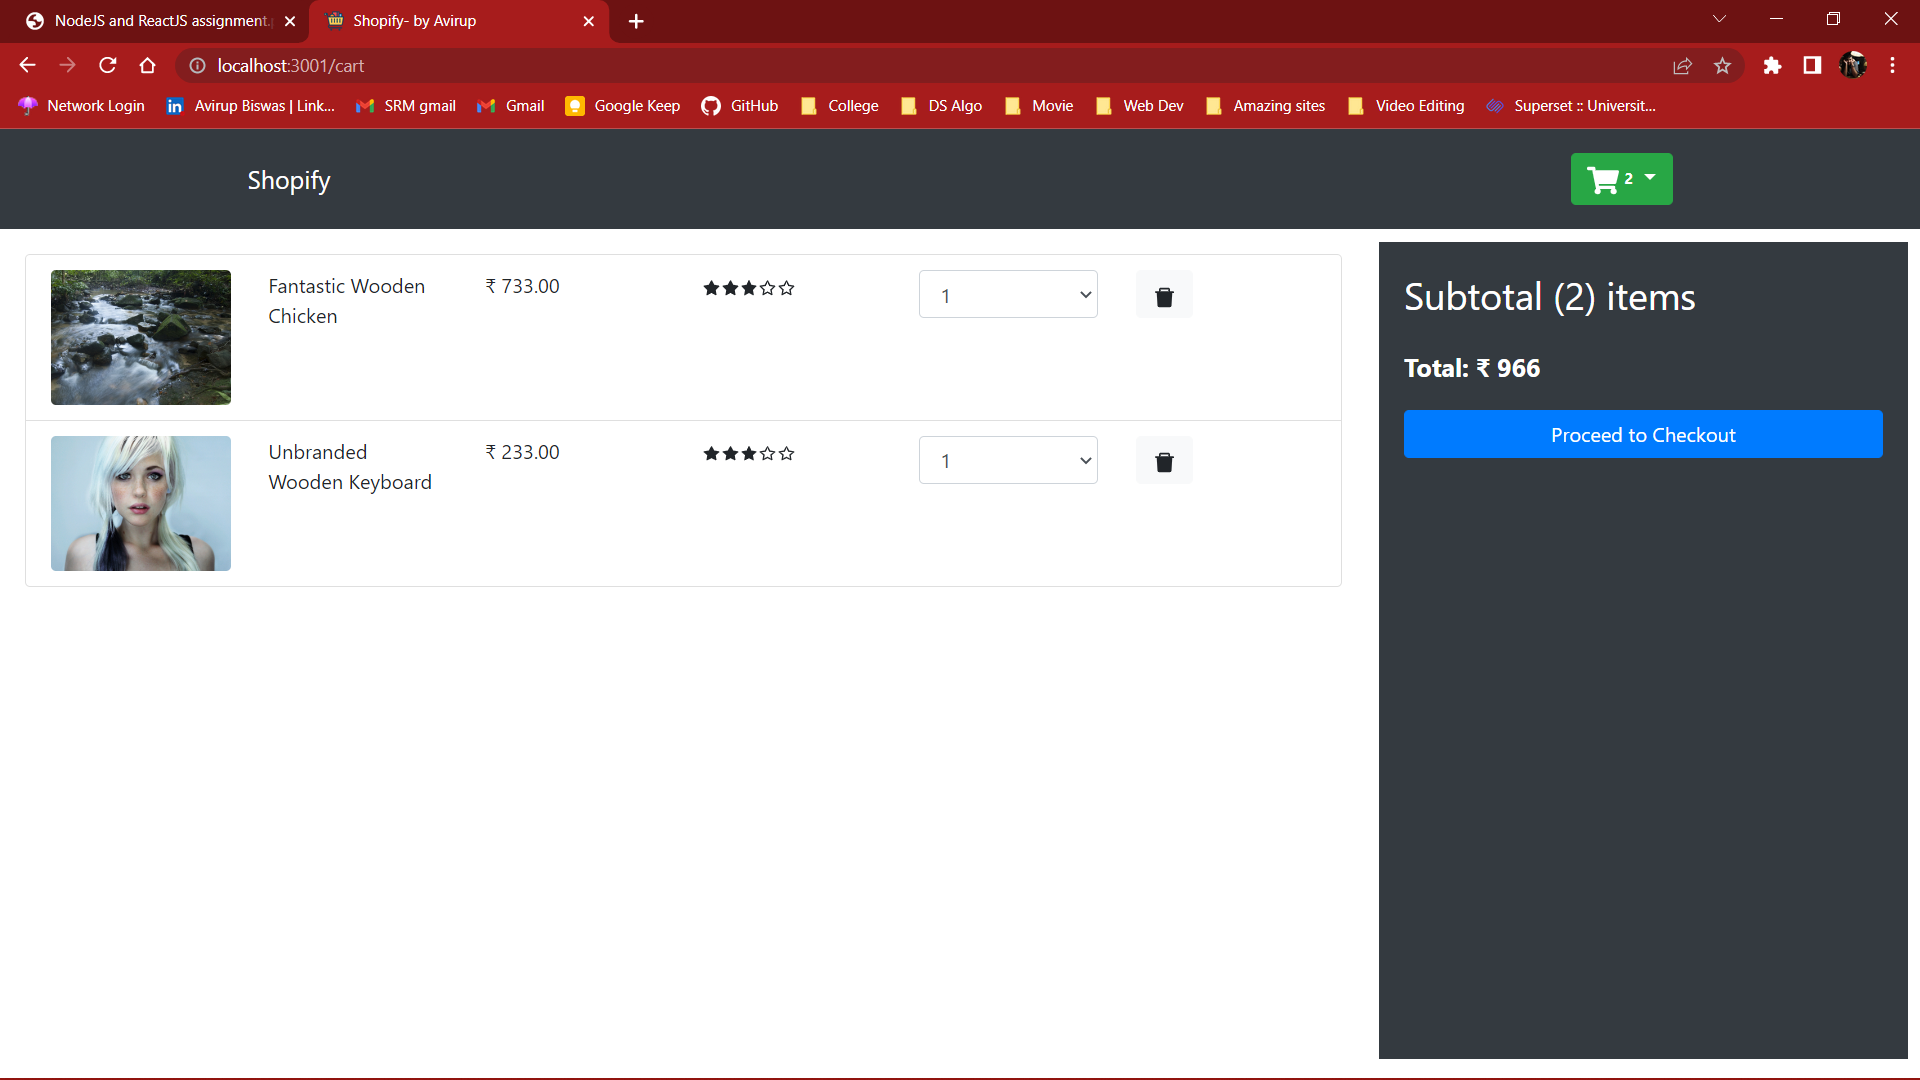 NodeJS and ReactJS assignment.
Shopify- by Avirup
localhost:3001/cart
Network Login
Avirup Biswas | Link...
SRM gmail
Gmail
Google Keep
GitHub
College
DS Algo
Movie
Web Dev
Amazing sites
Video Editing
Superset :: Universit...
Shopify
2
Fantastic Wooden
Chicken
₹ 733.00
1
Unbranded
Wooden Keyboard
₹ 233.00
1
Subtotal (2) items
Total: ₹ 966
Proceed to Checkout